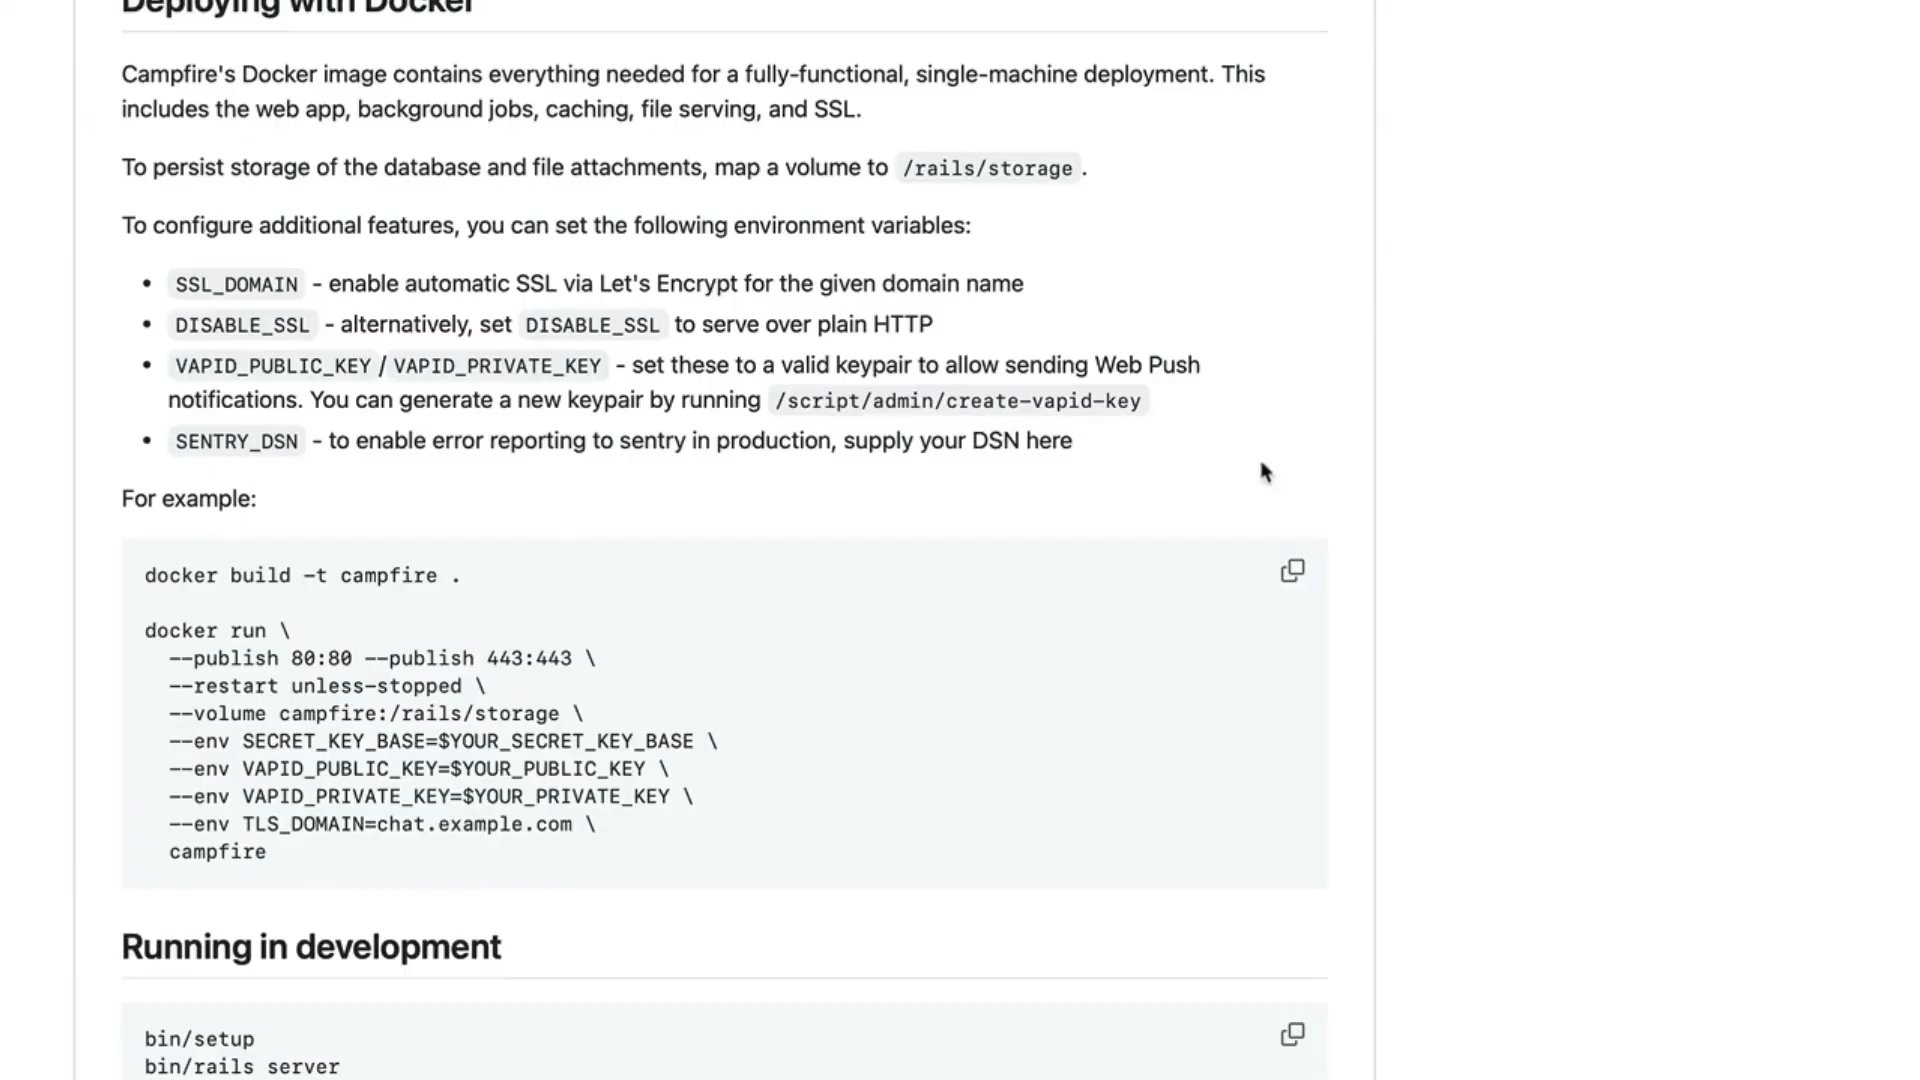 Deploying with Docker
Campfire's Docker image contains everything needed for a fully-functional, single-machine deployment. This
includes the web app, background jobs, caching, file serving, and SSL.
To persist storage of the database and file attachments, map a volume to /rails/storage.
To configure additional features, you can set the following environment variables:
• SSL_DOMAIN - enable automatic SSL via Let's Encrypt for the given domain name
• DISABLE_SSL - alternatively, set DISABLE_SSL to serve over plain HTTP
• VAPID_PUBLIC_KEY / VAPID_PRIVATE_KEY - set these to a valid keypair to allow sending Web Push
notifications. You can generate a new keypair by running /script/admin/create-vapid-key
• SENTRY_DSN - to enable error reporting to sentry in production, supply your DSN here
For example:
docker build -t campfire .
docker run \
--publish 80:80 --publish 443:443 \
--restart unless-stopped \
--volume campfire:/rails/storage \
--env SECRET_KEY_BASE=$YOUR_SECRET_KEY_BASE \
--env VAPID_PUBLIC_KEY=$YOUR_PUBLIC_KEY \
--env VAPID_PRIVATE_KEY=$YOUR_PRIVATE_KEY \
--env TLS_DOMAIN=chat.example.com \
campfire
Running in development
bin/setup
bin/rails server